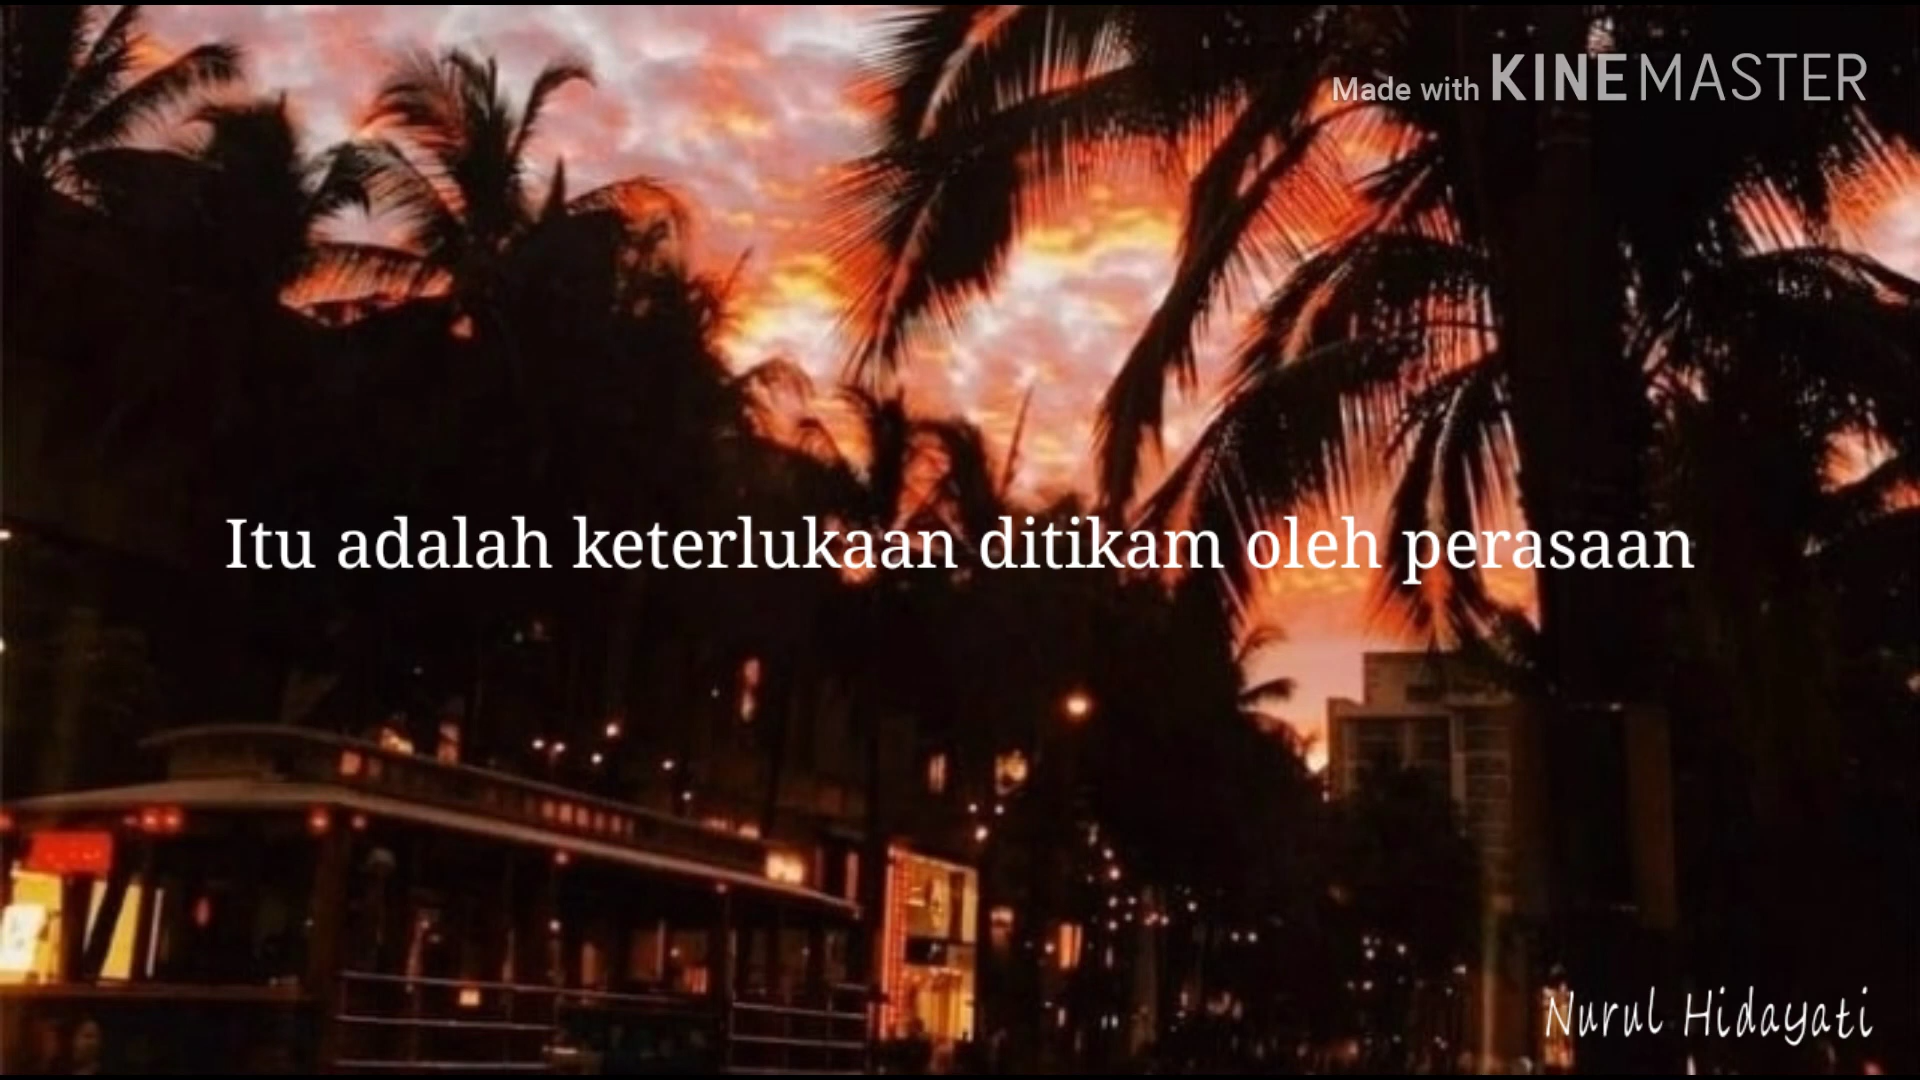 Made with KINEMASTER
Itu adalah keterlukaan ditikam oleh perasaan
Nurul Hidayati